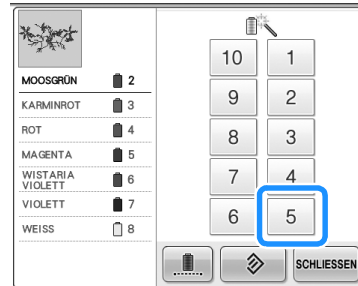 MOOSGRÜN 2
KARMINROT 3
ROT 4
MAGENTA 5
WISTARIA
VIOLETT 6
VIOLETT 7
WEISS 8
10 1
9 2
8 3
7 4
6 5
SCHLIESSEN